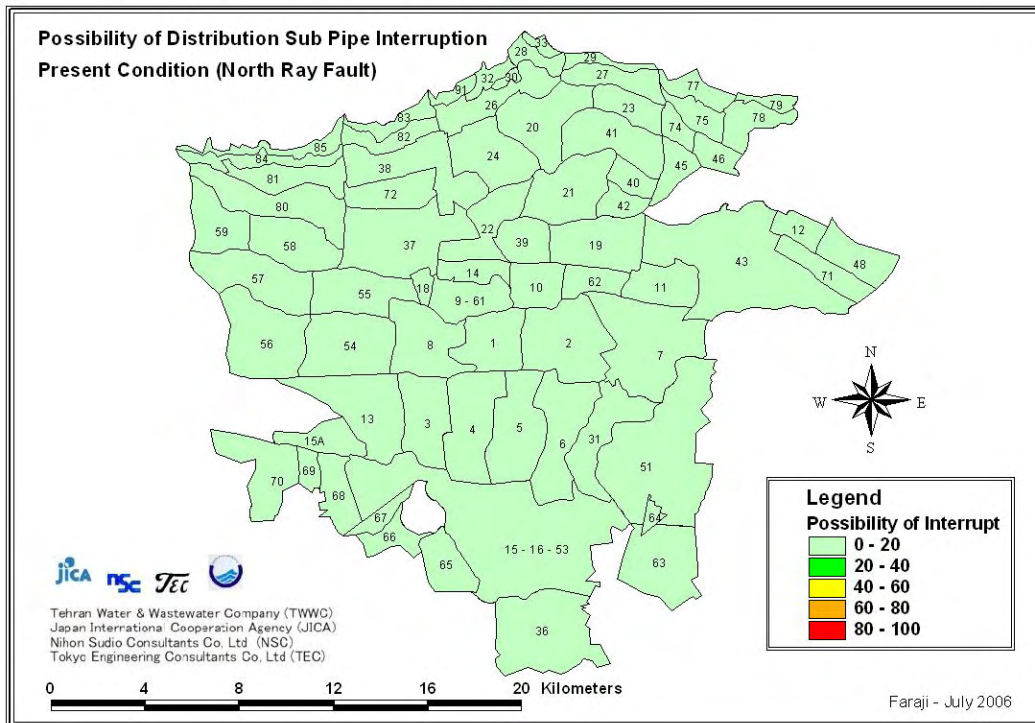 Possibility of Distribution Sub Pipe Interruption
Present Condition (North Ray Fault)
33
28
29
32
30
27
77
91
26
23
79
83
20
74
75
78
82
41
85
24
84
38
45
46
81
40
72
21
80
42
59
58
22
12
37
39
19
43
48
71
57
14
55
18
10
62
11
9 - 61
56
54
8
1
2
7
N
W
E
S
13
3
4
5
6
31
15A
69
51
70
68
67
64
66
15 - 16 - 53
65
63
36
Legend
Possibility of Interrupt
0 - 20
20 - 40
40 - 60
60 - 80
80 - 100
JICA
nsc
TEC
Tehran Water & Wastewater Company (TWWC)
Japan International Cooperation Agency (JICA)
Nihon Sudio Consultants Co, Ltd (NSC)
Tokyo Engineering Consultants Co, Ltd (TEC)
0 4 8 12 16 20 Kilometers
Faraji - July 2006